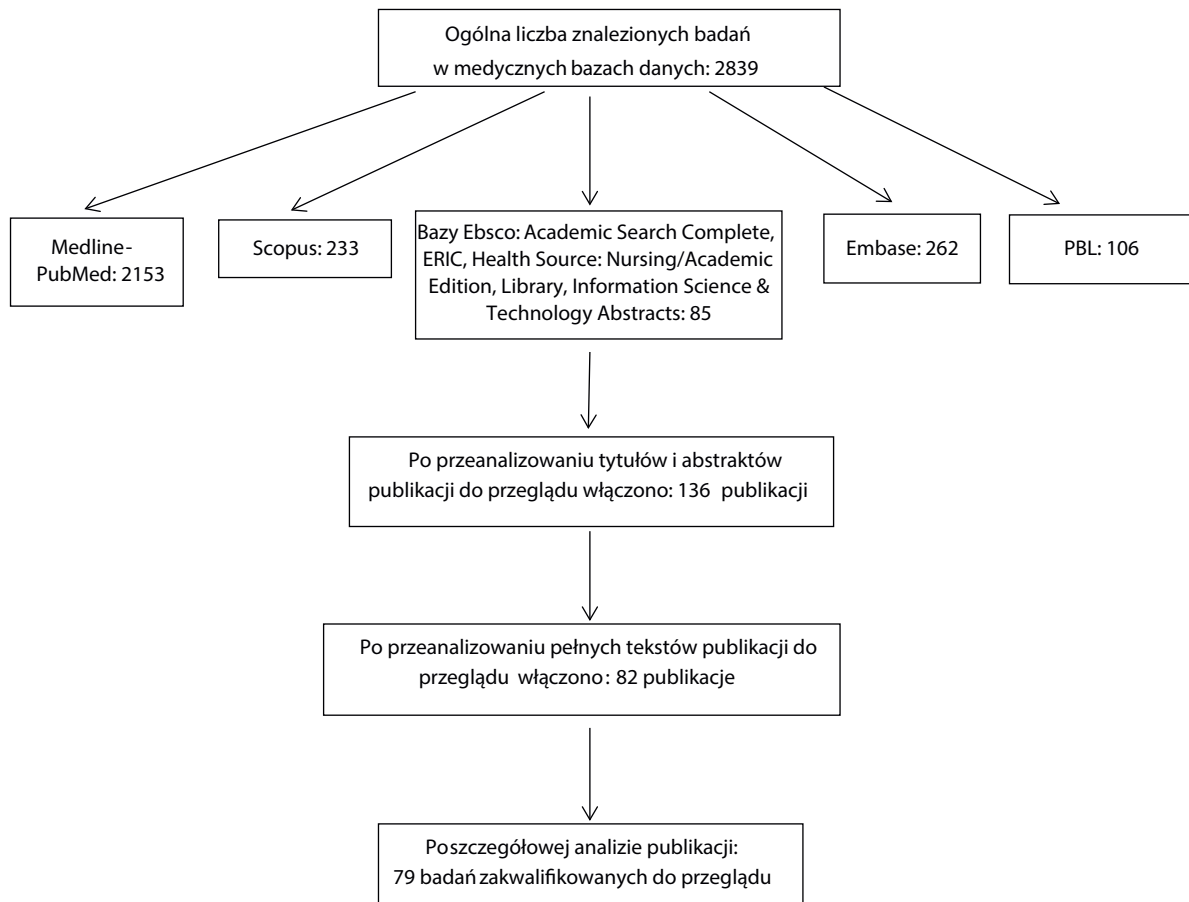 Ogólna liczba znalezionych badań
w medycznych bazach danych: 2839
Medline-
PubMed: 2153
Scopus: 233
Bazy Ebsco: Academic Search Complete,
ERIC, Health Source: Nursing/Academic
Edition, Library, Information Science &
Technology Abstracts: 85
Embase: 262
PBL: 106
Po przeanalizowaniu tytułów i abstraktów
publikacji do przeglądu włączono: 136 publikacji
Po przeanalizowaniu pełnych tekstów publikacji do
przeglądu włączono: 82 publikacje
Po szczegółowej analizie publikacji:
79 badań zakwalifikowanych do przeglądu